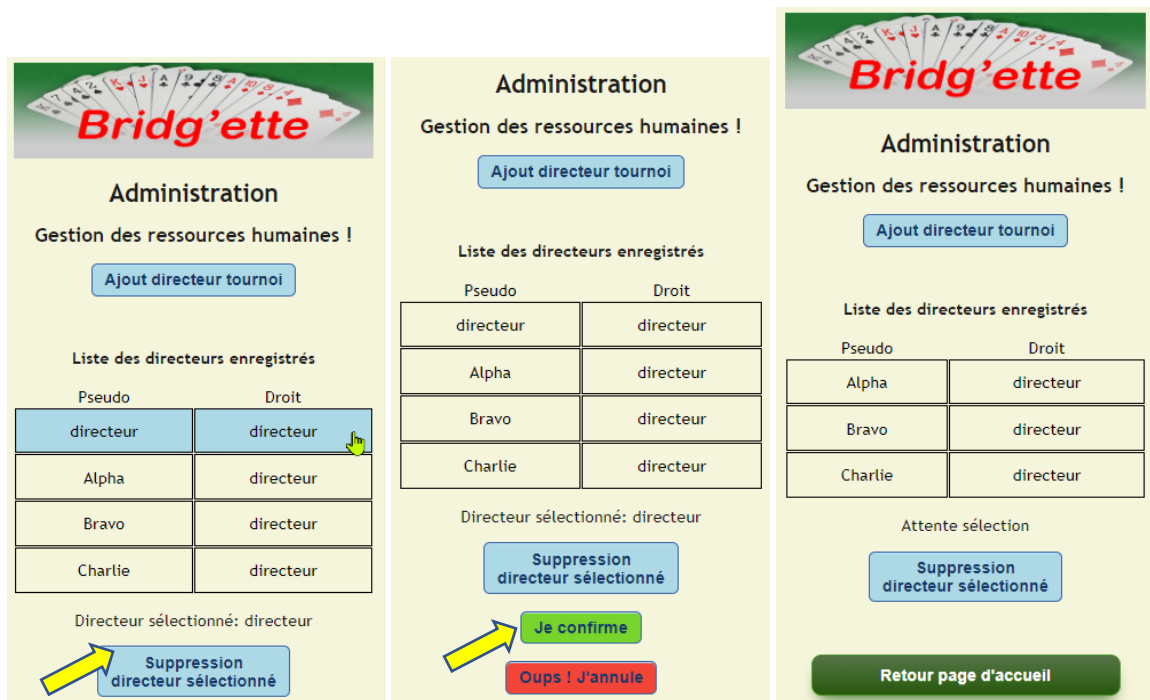 Bridg'ette
Administration
Gestion des ressources humaines !
Ajout directeur tournoi
Liste des directeurs enregistrés
Pseudo Droit
directeur directeur
Alpha directeur
Bravo directeur
Charlie directeur
Directeur sélectionné: directeur
Suppression
directeur sélectionné
Administration
Gestion des ressources humaines !
Ajout directeur tournoi
Liste des directeurs enregistrés
Pseudo Droit
directeur directeur
Alpha directeur
Bravo directeur
Charlie directeur
Directeur sélectionné: directeur
Suppression
directeur sélectionné
Je confirme
Oups ! J'annule
Bridg'ette
Administration
Gestion des ressources humaines !
Ajout directeur tournoi
Liste des directeurs enregistrés
Pseudo Droit
Alpha directeur
Bravo directeur
Charlie directeur
Attente sélection
Suppression
directeur sélectionné
Retour page d'accueil